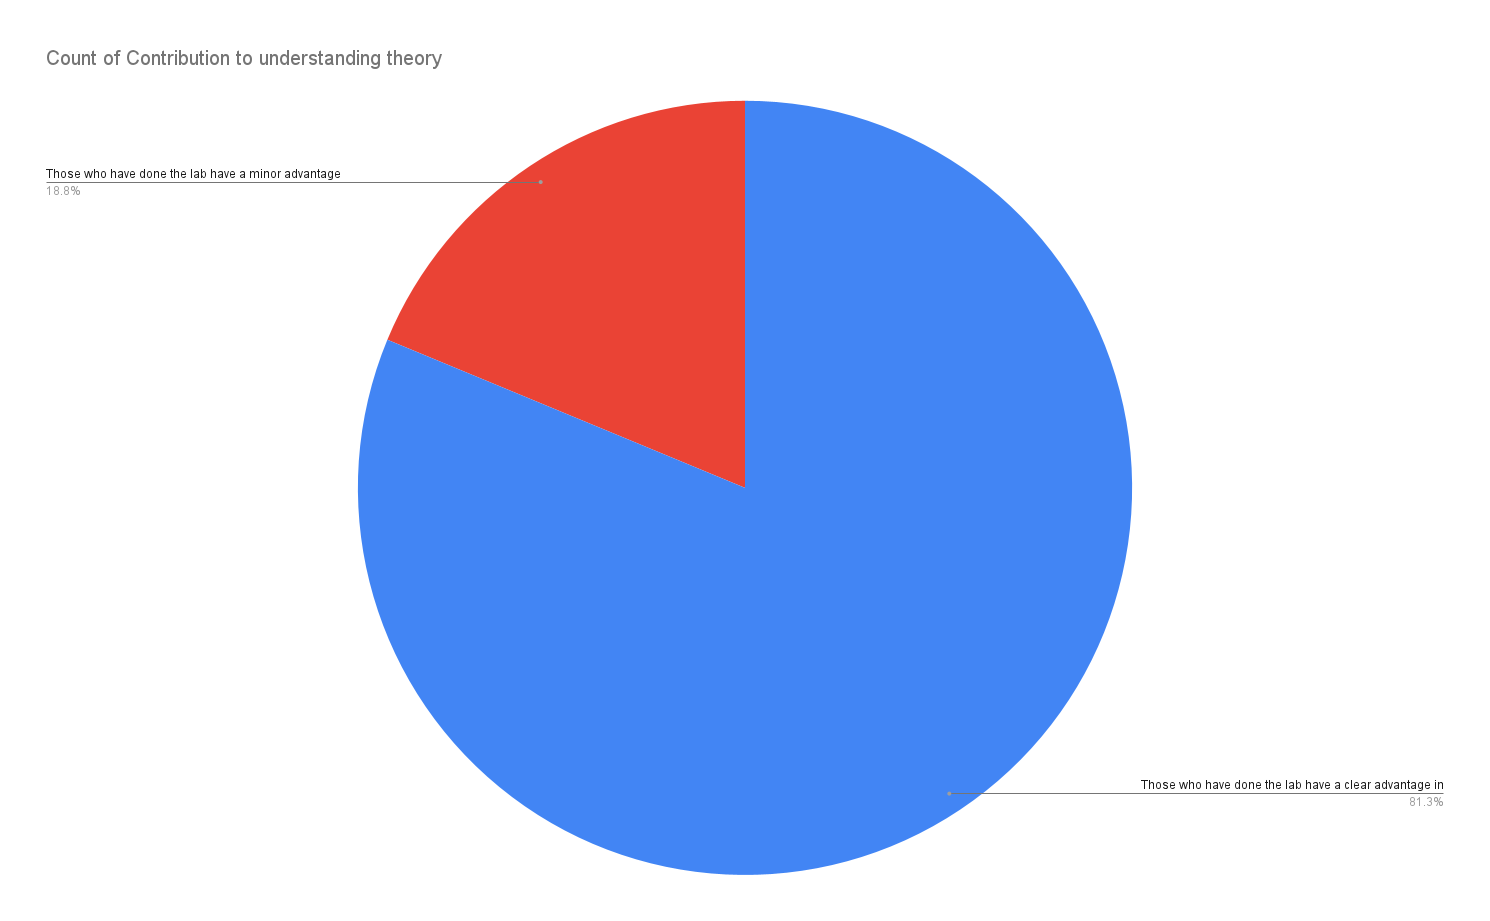 Count of Contribution to understanding theory
Those who have done the lab have a minor advantage
18.8%
Those who have done the lab have a clear advantage in
81.3%